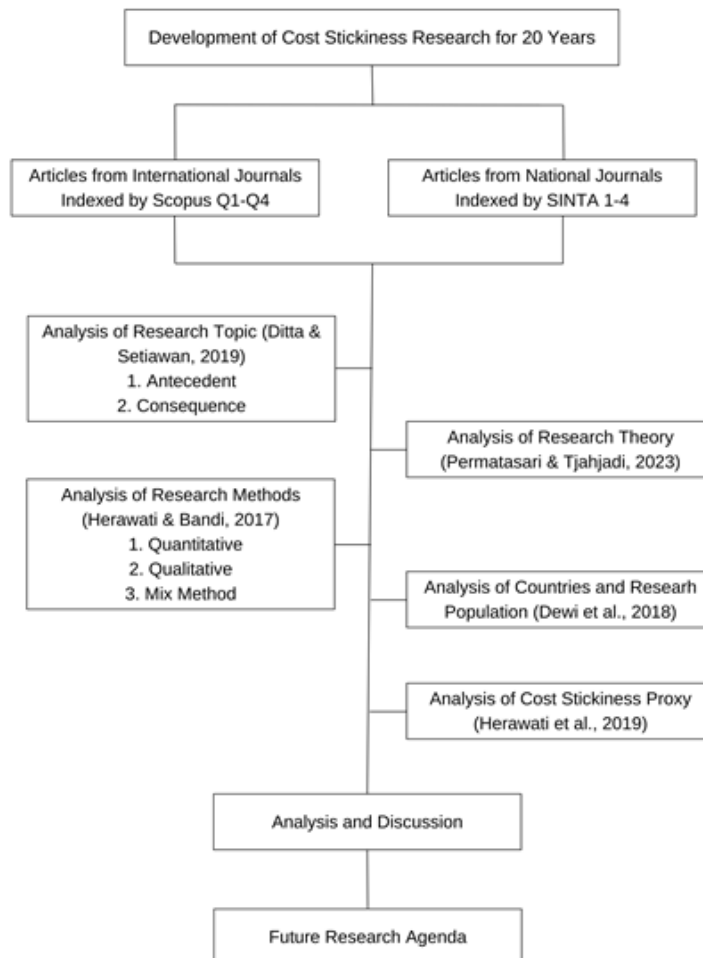 Development of Cost Stickiness Research for 20 Years
Articles from International Journals
Indexed by Scopus Q1-Q4
Articles from National Journals
Indexed by SINTA 1-4
Analysis of Research Topic (Ditta &
Setiawan, 2019)
1. Antecedent
2. Consequence
Analysis of Research Theory
(Permatasari & Tjahjadi, 2023)
Analysis of Research Methods
(Herawati & Bandi, 2017)
1. Quantitative
2. Qualitative
3. Mix Method
Analysis of Countries and Researh
Population (Dewi et al., 2018)
Analysis of Cost Stickiness Proxy
(Herawati et al., 2019)
Analysis and Discussion
Future Research Agenda